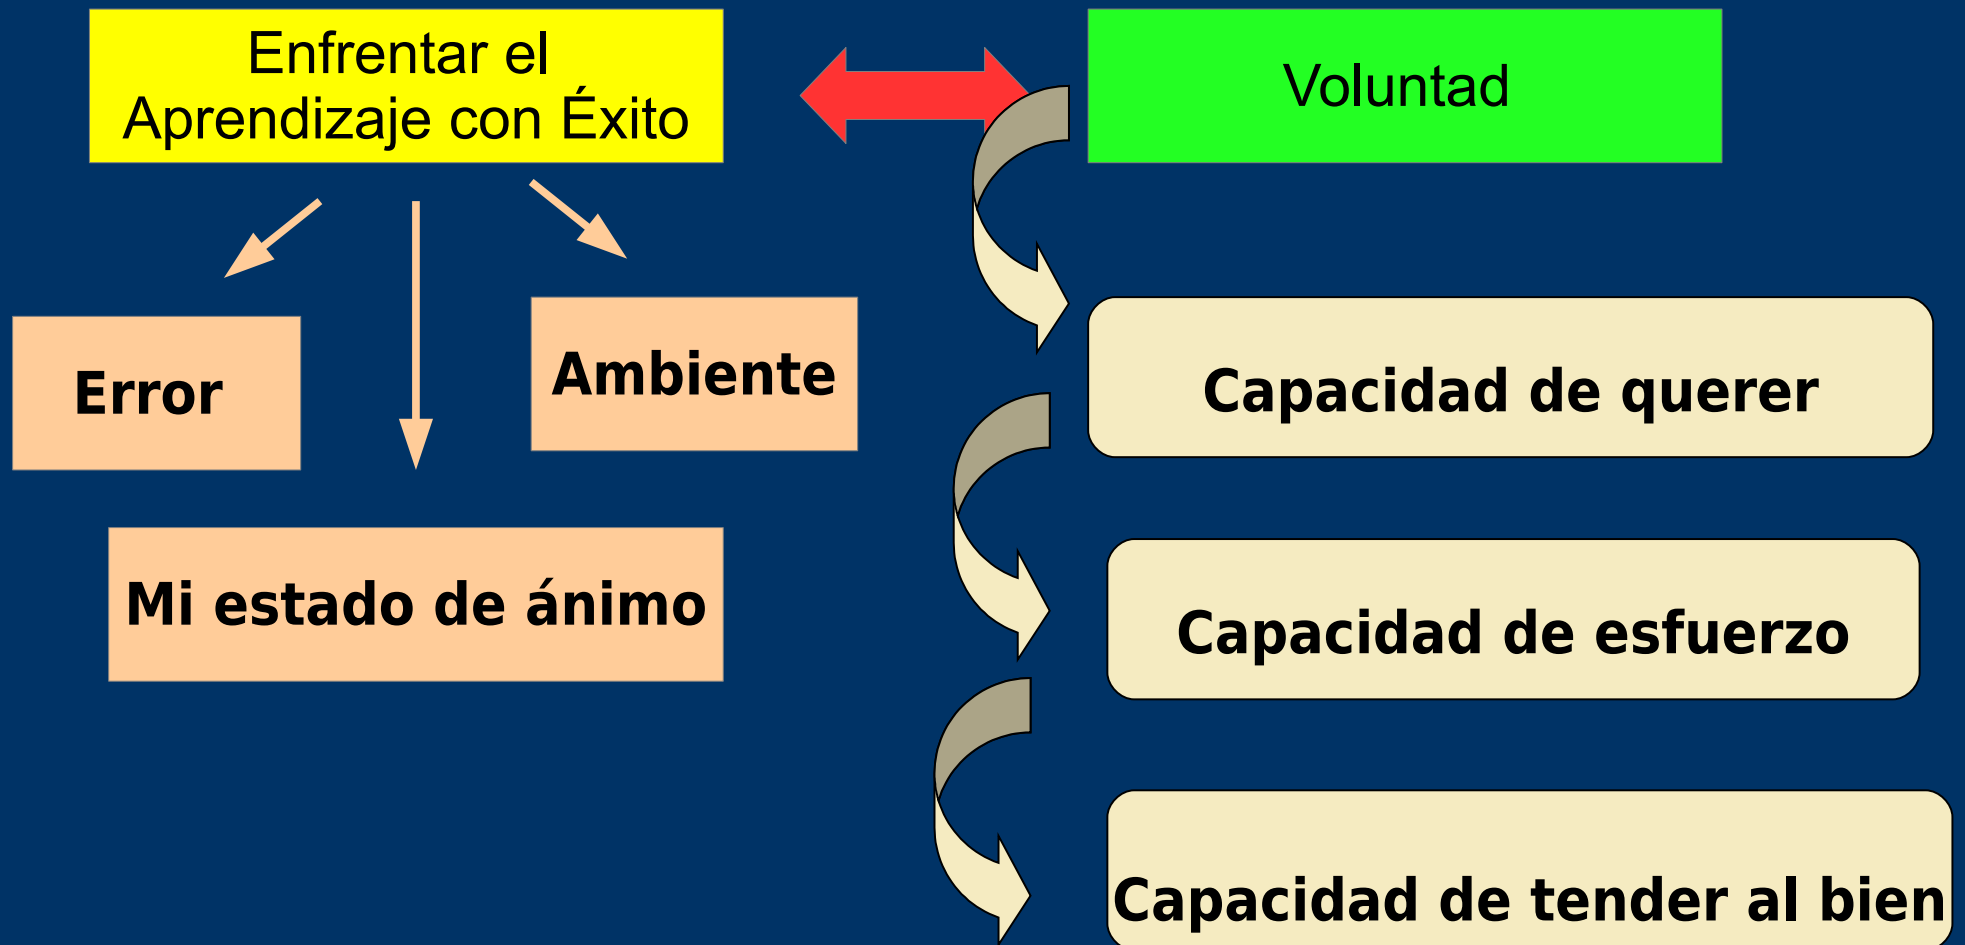 Enfrentar el
Aprendizaje con Éxito
Voluntad
Error
Ambiente
Mi estado de ánimo
Capacidad de querer
Capacidad de esfuerzo
Capacidad de tender al bien